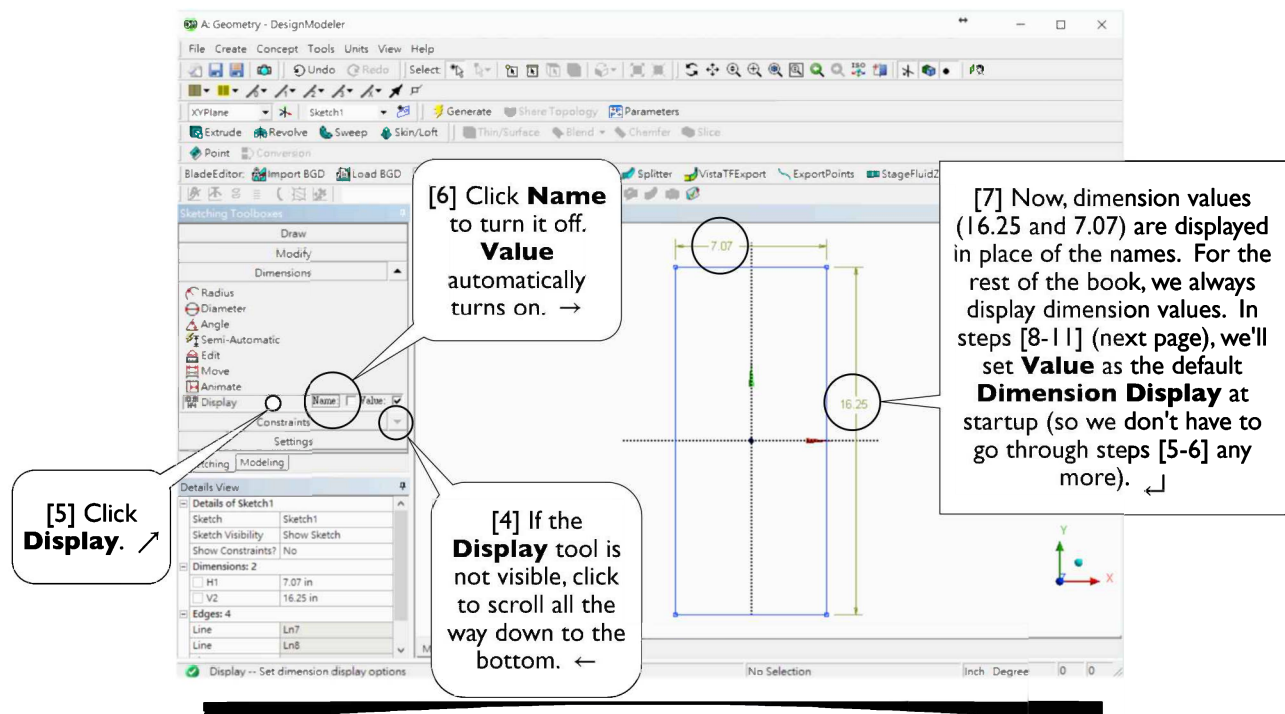 A: Geometry - DesignModeler
File Create Concept Tools Units View Help
Undo Redo Select:
XYPlane Sketch1 Generate Share Topology Parameters
Extrude Revolve Sweep Skin/Loft Thin/Surface Blend Chamfer Slice
Point Conversion
BladeEditor: Import BGD Load BGD Splitter VistaTFExport ExportPoints StageFluidZ
Sketching Toolboxes
Draw
Modify
Dimensions
Radius
Diameter
Angle
Semi-Automatic
Edit
Move
Animate
Display Name: Value:
Constraints
Settings
Modeling
Details View
Details of Sketch1
Sketch Sketch1
Sketch Visibility Show Sketch
Show Constraints? No
Dimensions: 2
H1 7.07 in
V2 16.25 in
Edges: 4
Line Ln7
Line Ln8
Display -- Set dimension display options
No Selection
Inch Degree 0 0
7.07
16.25
Y
X
[6] Click Name
to turn it off.
Value
automatically
turns on. →
[7] Now, dimension values
(16.25 and 7.07) are displayed
in place of the names. For the
rest of the book, we always
display dimension values. In
steps [8-11] (next page), we'll
set Value as the default
Dimension Display at
startup (so we don't have to
go through steps [5-6] any
more). ↵
[5] Click
Display. ↗
[4] If the
Display tool is
not visible, click
to scroll all the
way down to the
bottom. ←